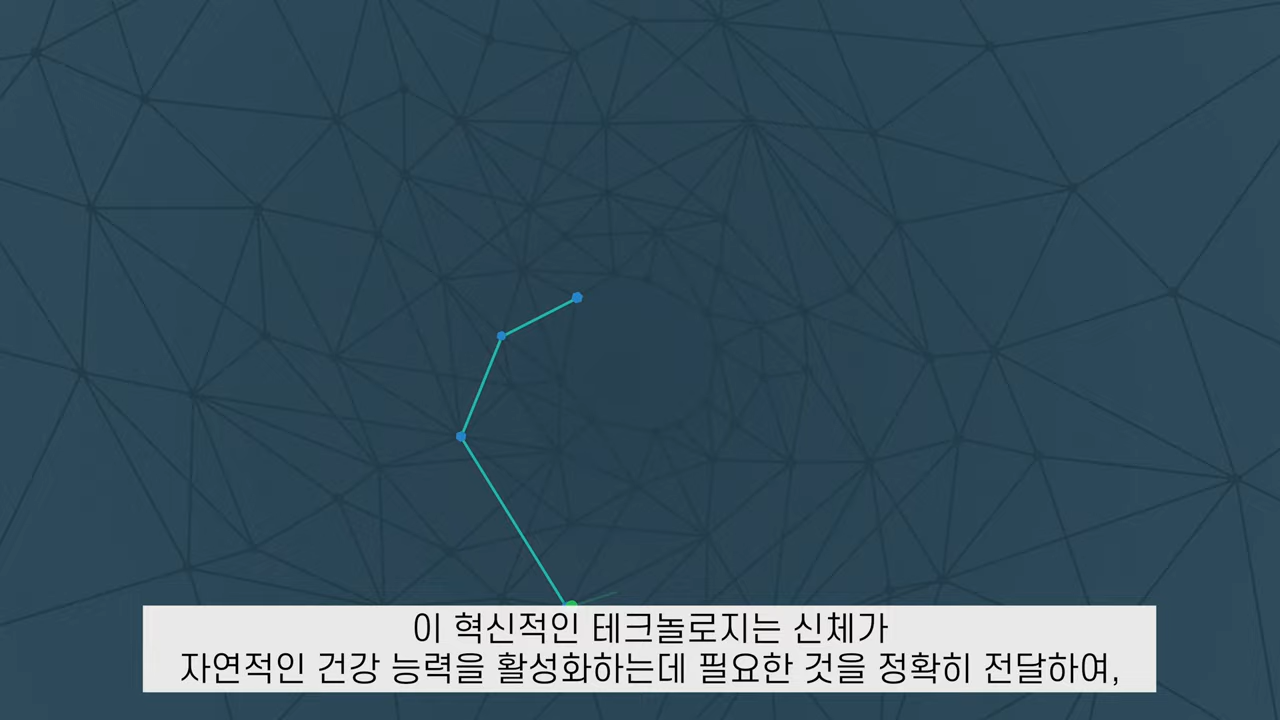 이 혁신적인 테크놀로지는 신체가
자연적인 건강 능력을 활성화하는데 필요한 것을 정확히 전달하여,